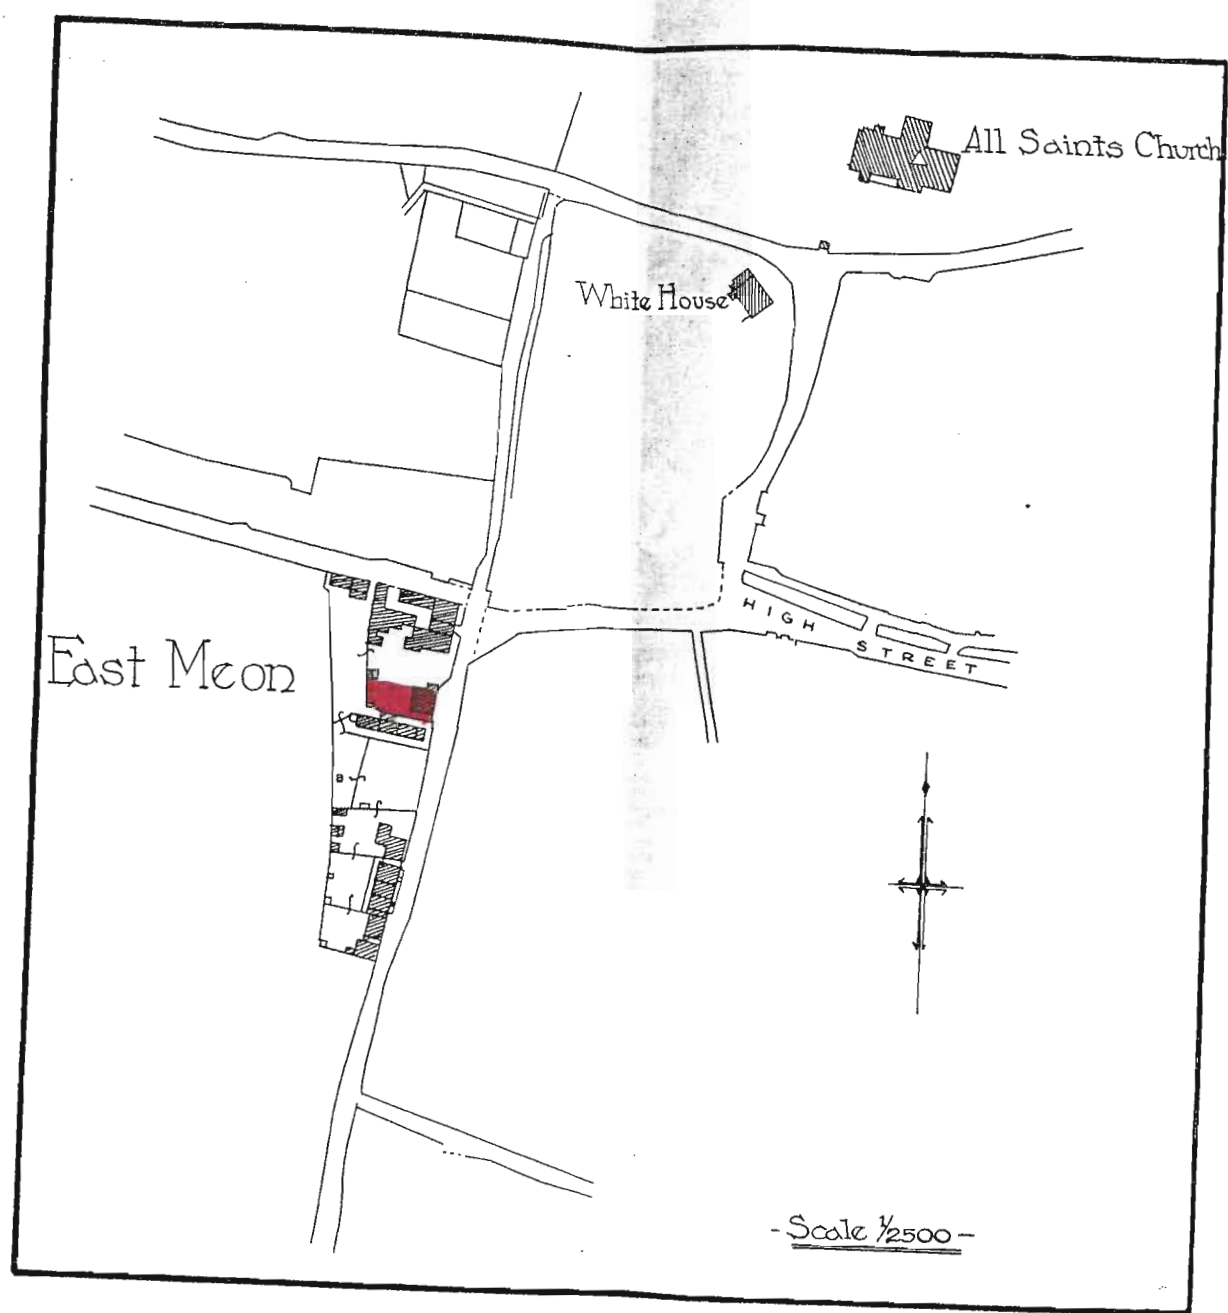 All Saints Church
White House
HIGH STREET
East Meon
B
- Scale 1/2500 -